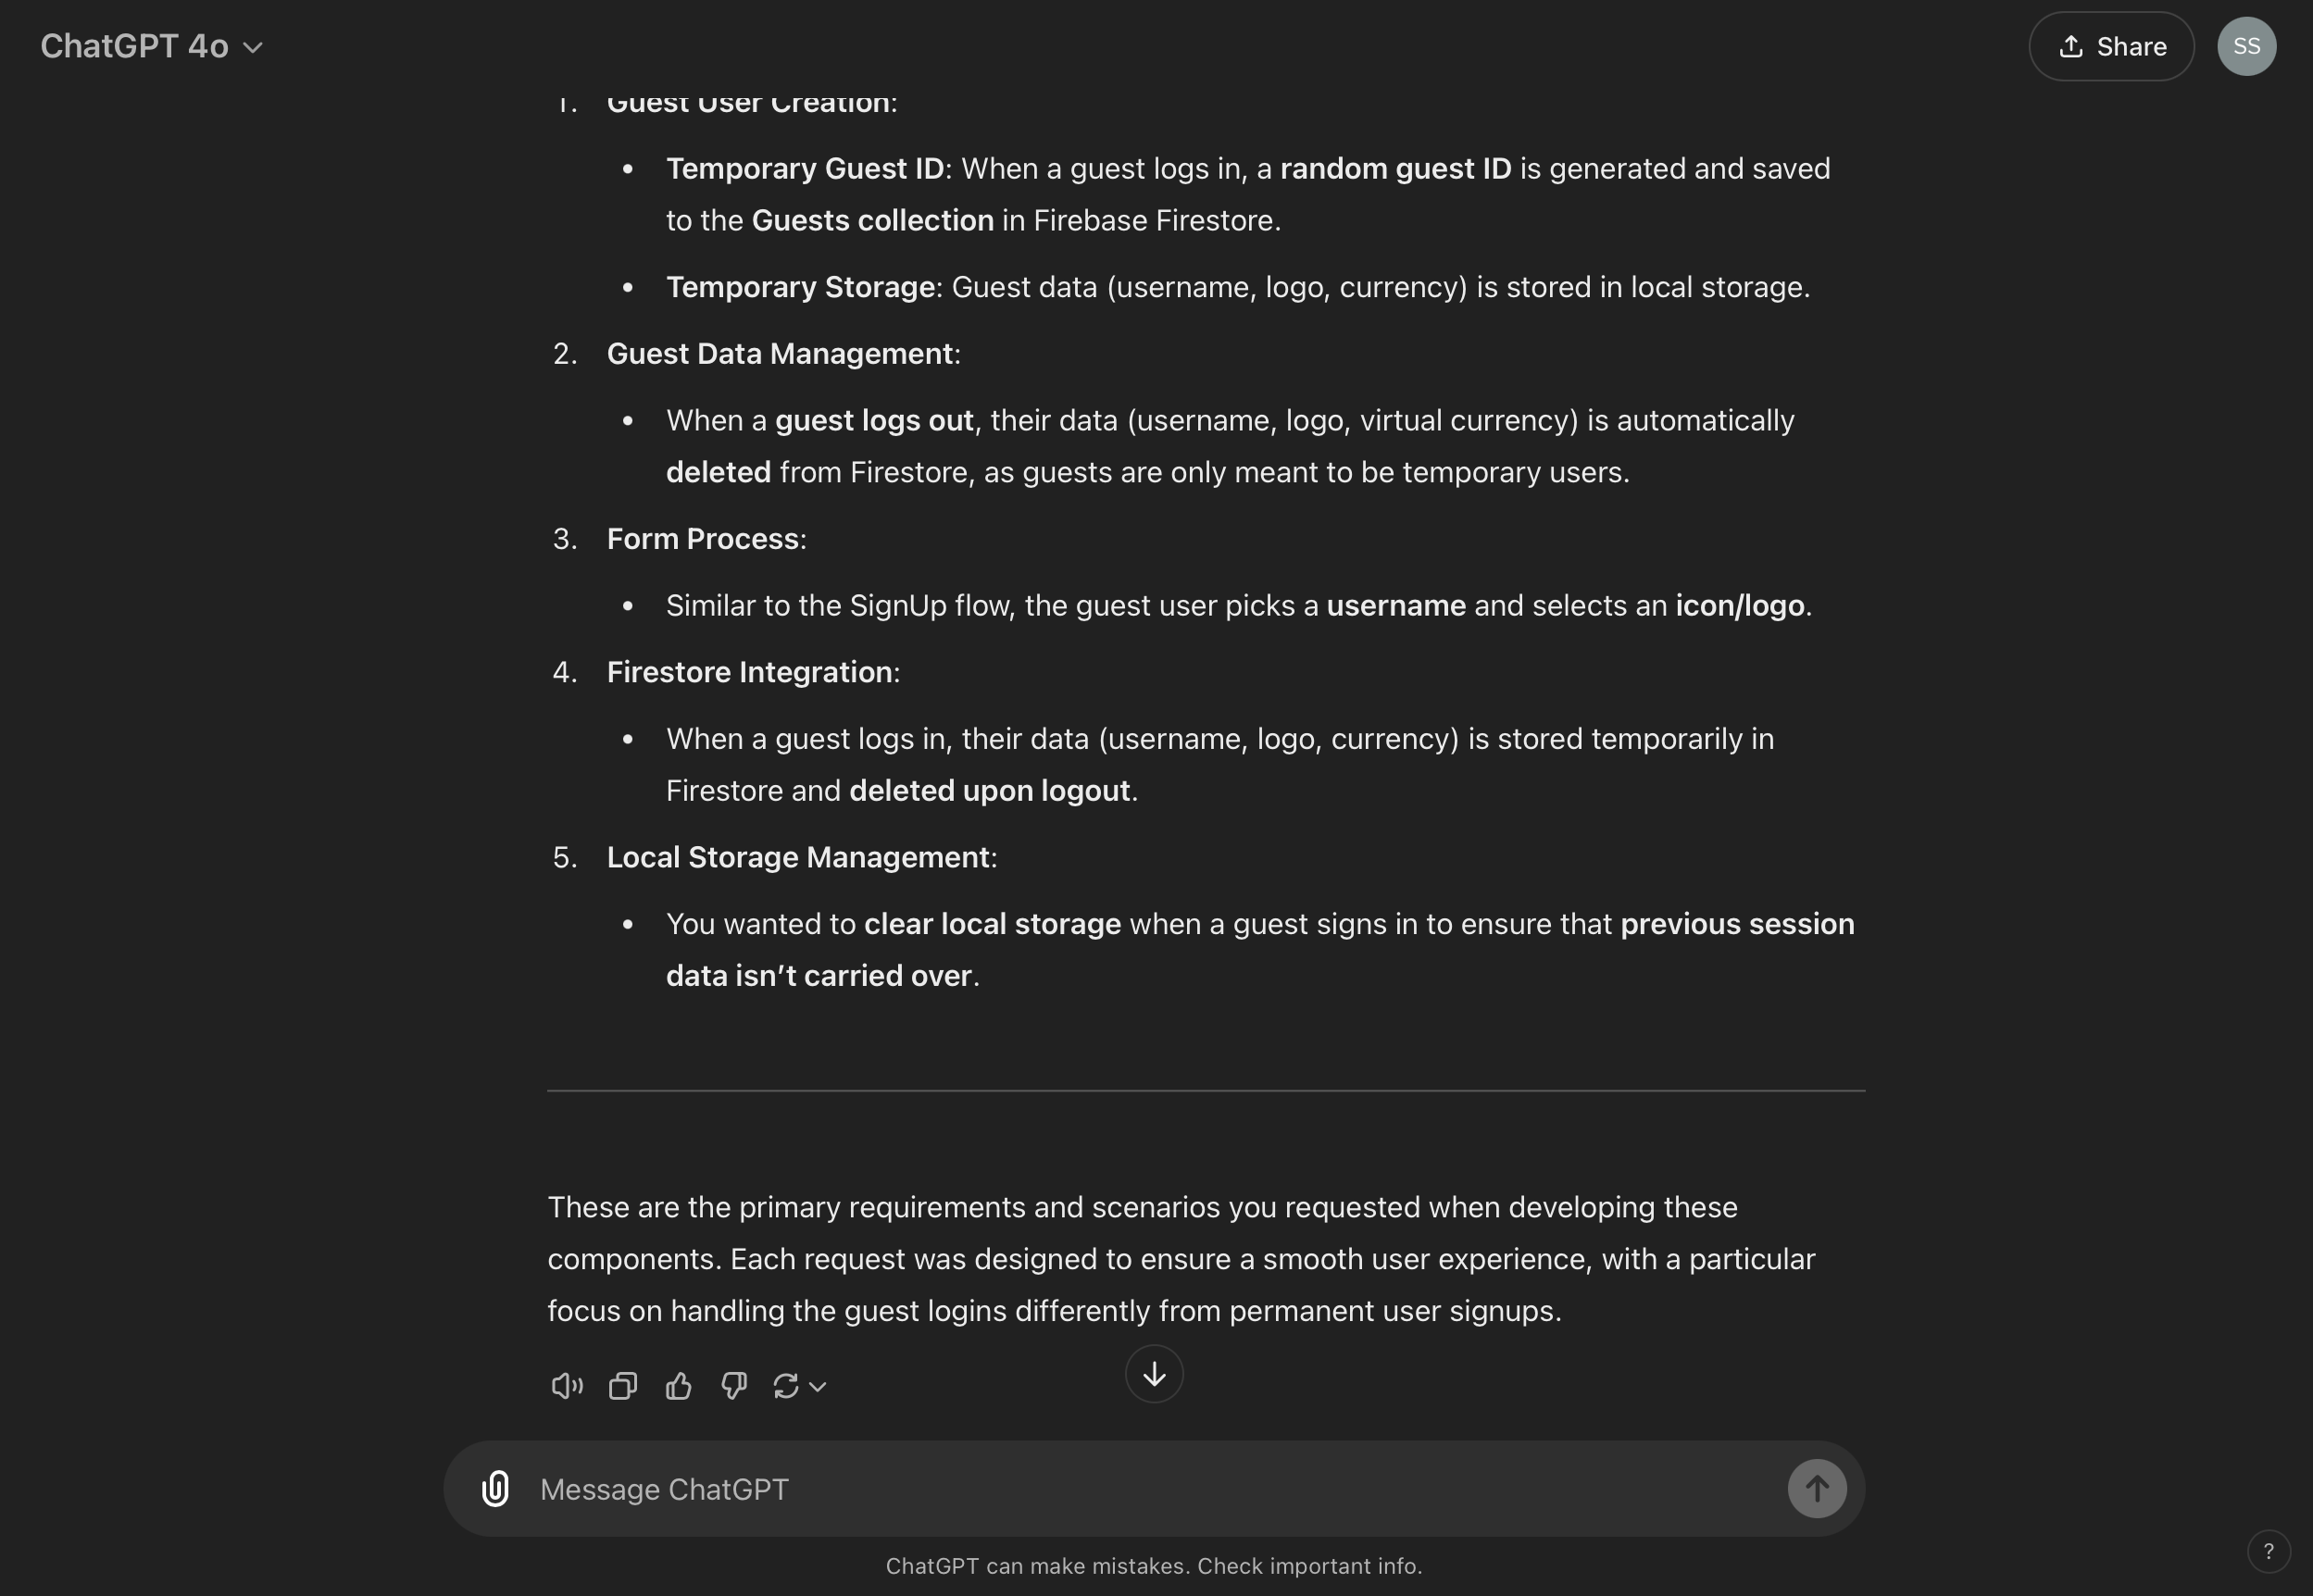 ChatGPT 4o
Share
SS
1. Guest User Creation:
• Temporary Guest ID: When a guest logs in, a random guest ID is generated and saved
to the Guests collection in Firebase Firestore.
• Temporary Storage: Guest data (username, logo, currency) is stored in local storage.
2. Guest Data Management:
• When a guest logs out, their data (username, logo, virtual currency) is automatically
deleted from Firestore, as guests are only meant to be temporary users.
3. Form Process:
• Similar to the SignUp flow, the guest user picks a username and selects an icon/logo.
4. Firestore Integration:
• When a guest logs in, their data (username, logo, currency) is stored temporarily in
Firestore and deleted upon logout.
5. Local Storage Management:
• You wanted to clear local storage when a guest signs in to ensure that previous session
data isn’t carried over.
These are the primary requirements and scenarios you requested when developing these
components. Each request was designed to ensure a smooth user experience, with a particular
focus on handling the guest logins differently from permanent user signups.
Message ChatGPT
ChatGPT can make mistakes. Check important info.
?